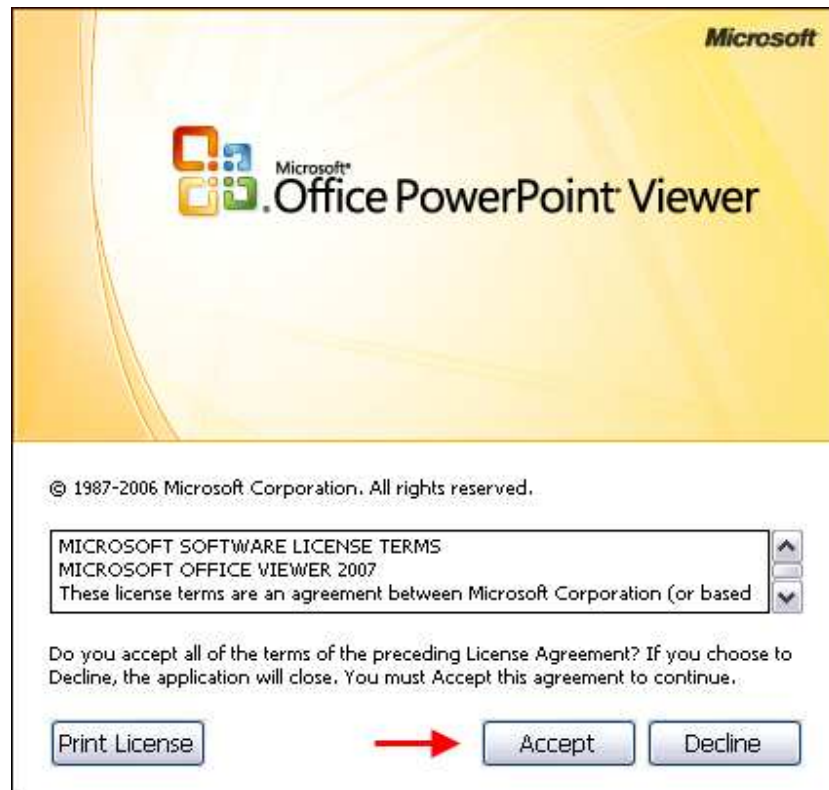 Microsoft
Microsoft®
Office PowerPoint® Viewer
© 1987-2006 Microsoft Corporation. All rights reserved.
MICROSOFT SOFTWARE LICENSE TERMS
MICROSOFT OFFICE VIEWER 2007
These license terms are an agreement between Microsoft Corporation (or based
Do you accept all of the terms of the preceding License Agreement? If you choose to
Decline, the application will close. You must Accept this agreement to continue.
Print License Accept Decline